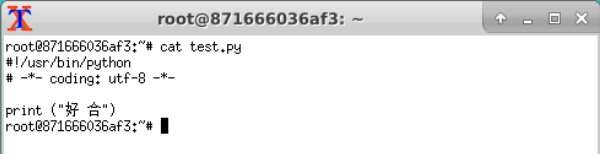 root@871666036af3: ~
root@871666036af3:~# cat test.py
#!/usr/bin/python
# -*- coding: utf-8 -*-
print ("好 合")
root@871666036af3:~#